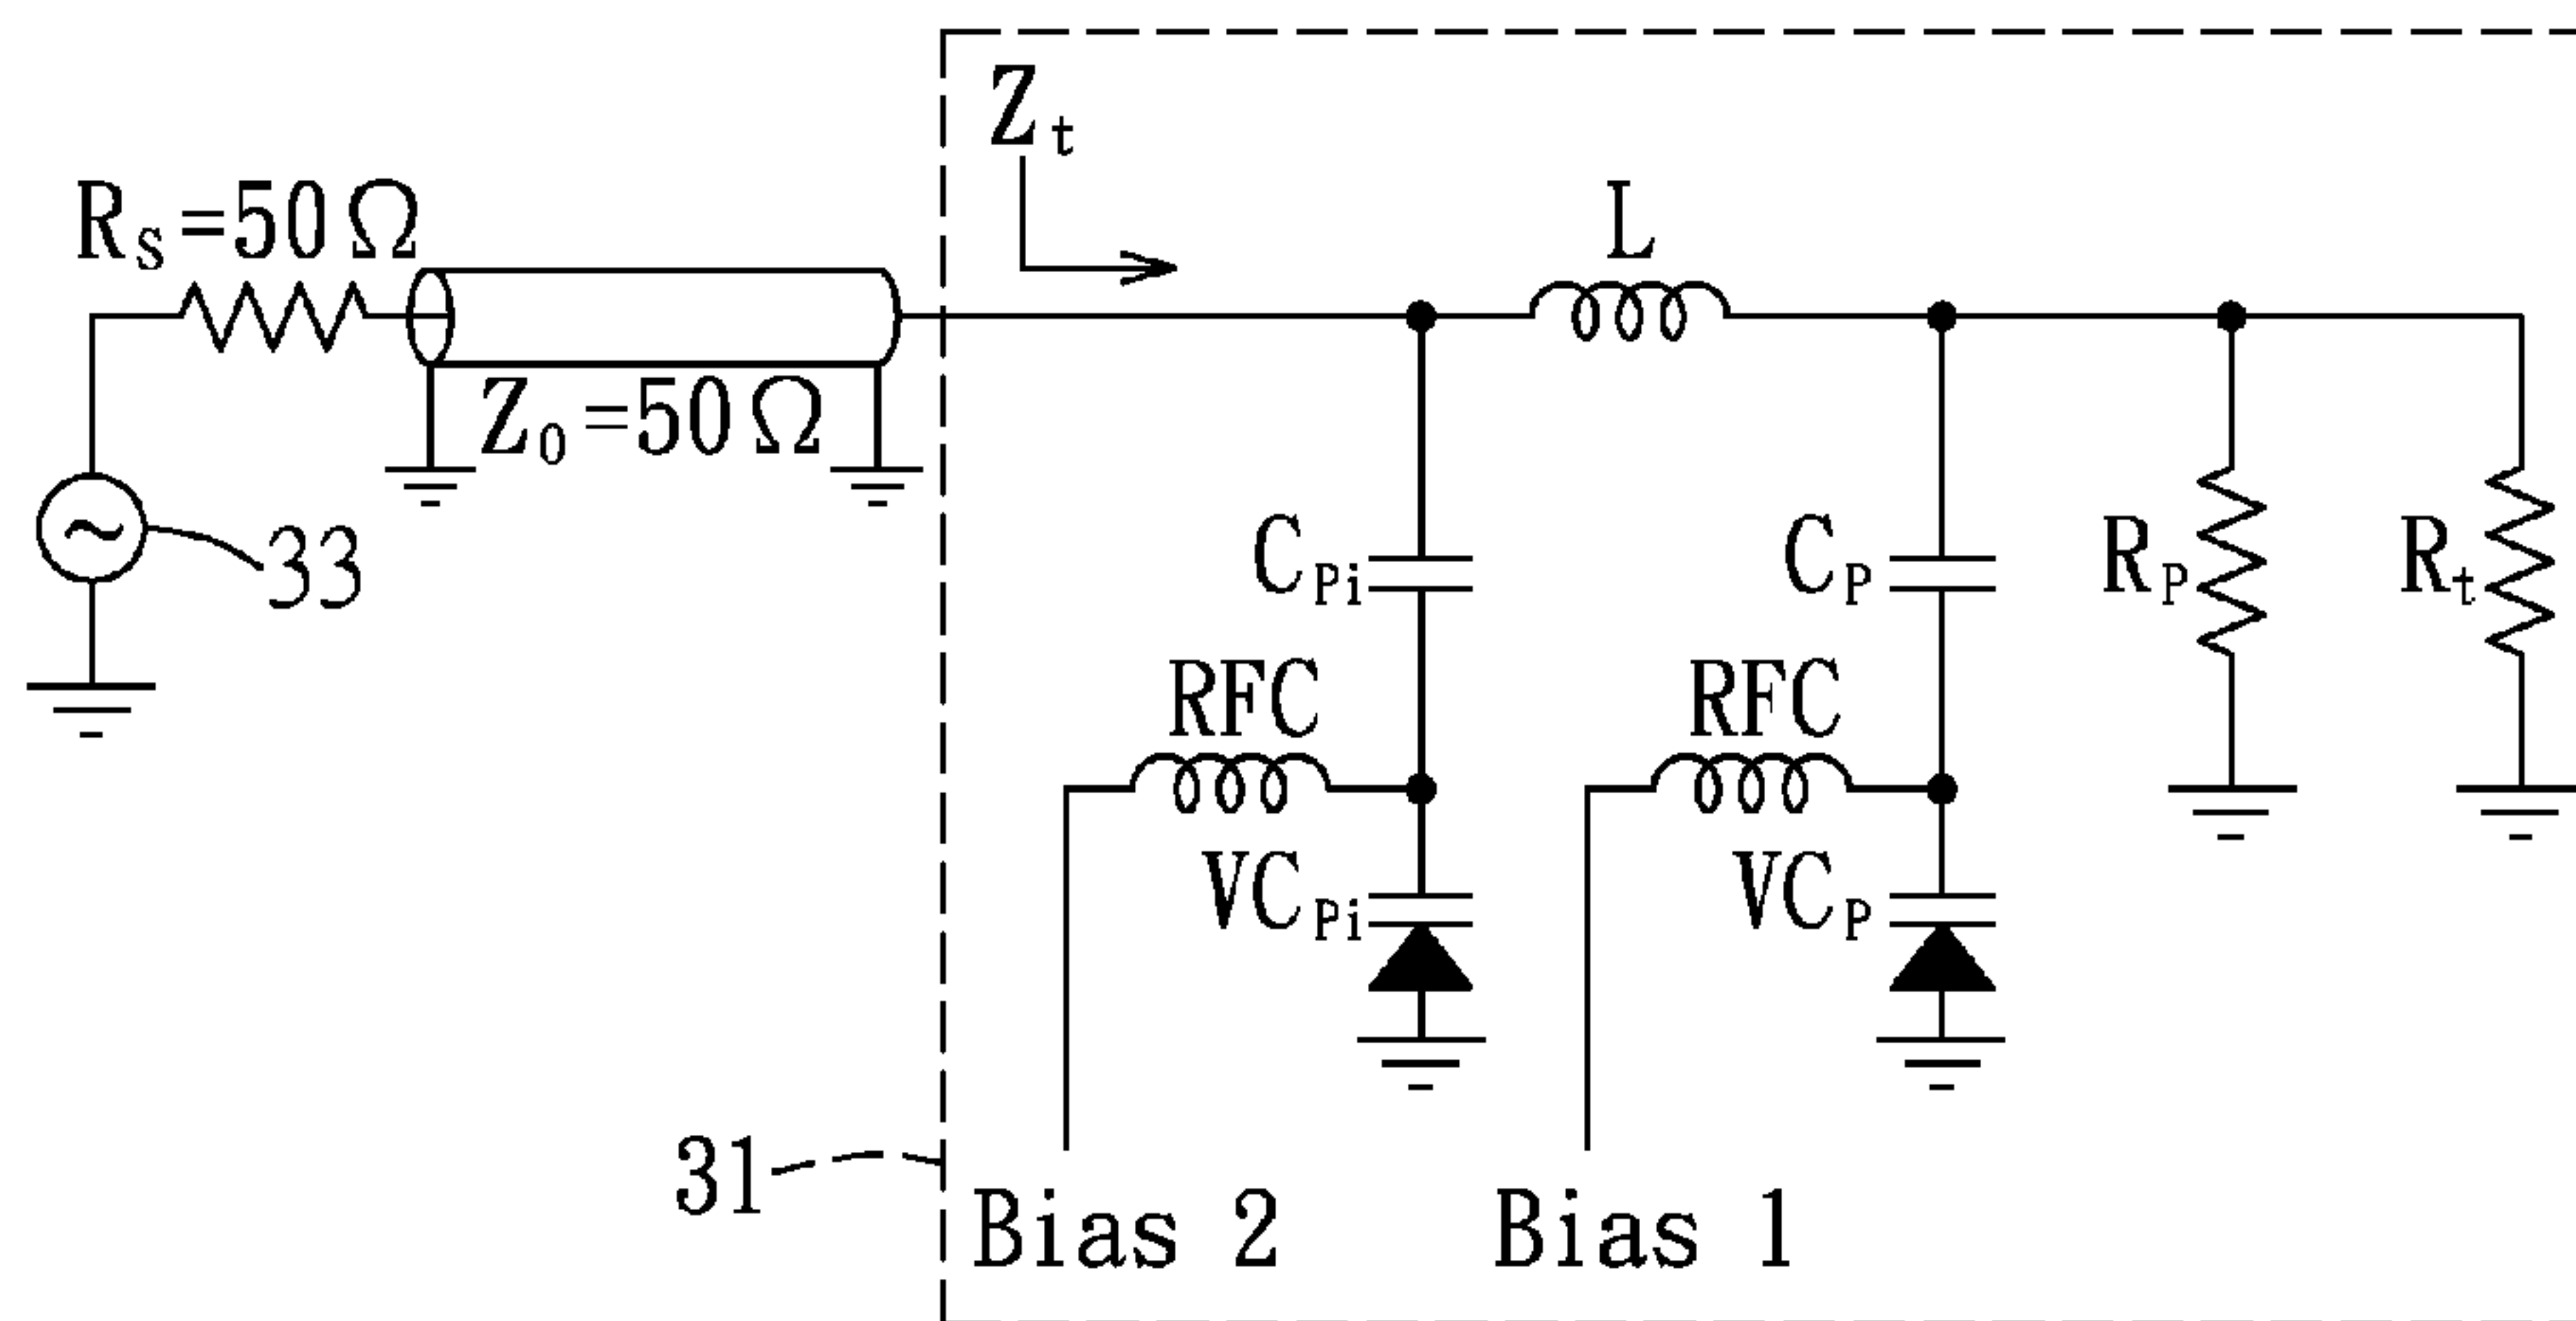 Zt
Rs=50Ω
L
Z0=50Ω
33
CPi
CP
RP
Rt
RFC
RFC
VCPi
VCP
31
Bias 2
Bias 1